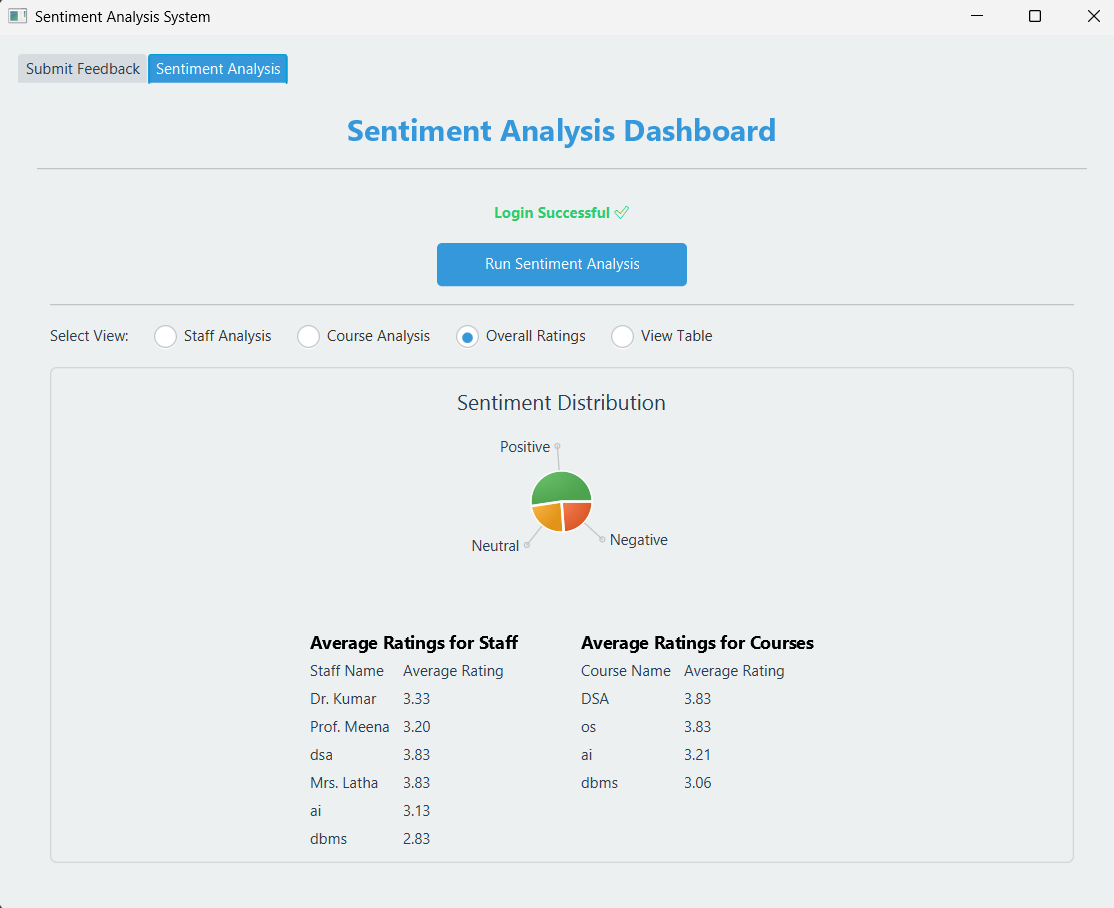 Sentiment Analysis System
Submit Feedback Sentiment Analysis
Sentiment Analysis Dashboard
Login Successful ✅
Run Sentiment Analysis
Select View: Staff Analysis Course Analysis Overall Ratings View Table
Sentiment Distribution
Positive
Neutral Negative
Average Ratings for Staff
Staff Name Average Rating
Dr. Kumar 3.33
Prof. Meena 3.20
dsa 3.83
Mrs. Latha 3.83
ai 3.13
dbms 2.83
Average Ratings for Courses
Course Name Average Rating
DSA 3.83
os 3.83
ai 3.21
dbms 3.06